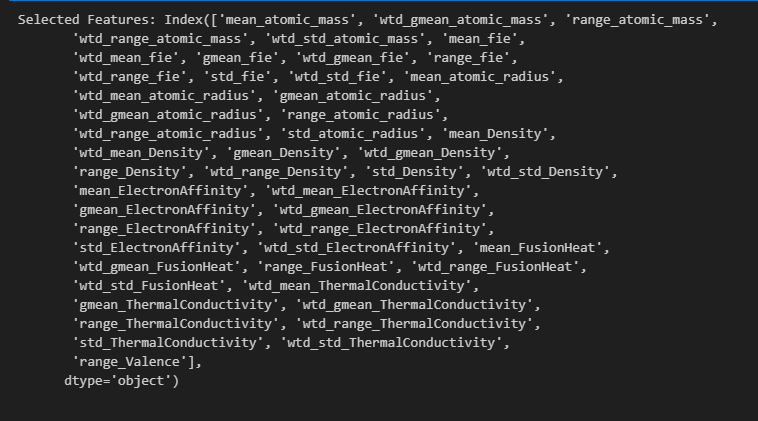 Selected Features: Index(['mean_atomic_mass', 'wtd_gmean_atomic_mass', 'range_atomic_mass',
'wtd_range_atomic_mass', 'wtd_std_atomic_mass', 'mean_fie',
'wtd_mean_fie', 'gmean_fie', 'wtd_gmean_fie', 'range_fie',
'wtd_range_fie', 'std_fie', 'wtd_std_fie', 'mean_atomic_radius',
'wtd_mean_atomic_radius', 'gmean_atomic_radius',
'wtd_gmean_atomic_radius', 'range_atomic_radius',
'wtd_range_atomic_radius', 'std_atomic_radius', 'mean_Density',
'wtd_mean_Density', 'gmean_Density', 'wtd_gmean_Density',
'range_Density', 'wtd_range_Density', 'std_Density', 'wtd_std_Density',
'mean_ElectronAffinity', 'wtd_mean_ElectronAffinity',
'gmean_ElectronAffinity', 'wtd_gmean_ElectronAffinity',
'range_ElectronAffinity', 'wtd_range_ElectronAffinity',
'std_ElectronAffinity', 'wtd_std_ElectronAffinity', 'mean_FusionHeat',
'wtd_gmean_FusionHeat', 'range_FusionHeat', 'wtd_range_FusionHeat',
'wtd_std_FusionHeat', 'wtd_mean_ThermalConductivity',
'gmean_ThermalConductivity', 'wtd_gmean_ThermalConductivity',
'range_ThermalConductivity', 'wtd_range_ThermalConductivity',
'std_ThermalConductivity', 'wtd_std_ThermalConductivity',
'range_Valence'],
dtype='object')